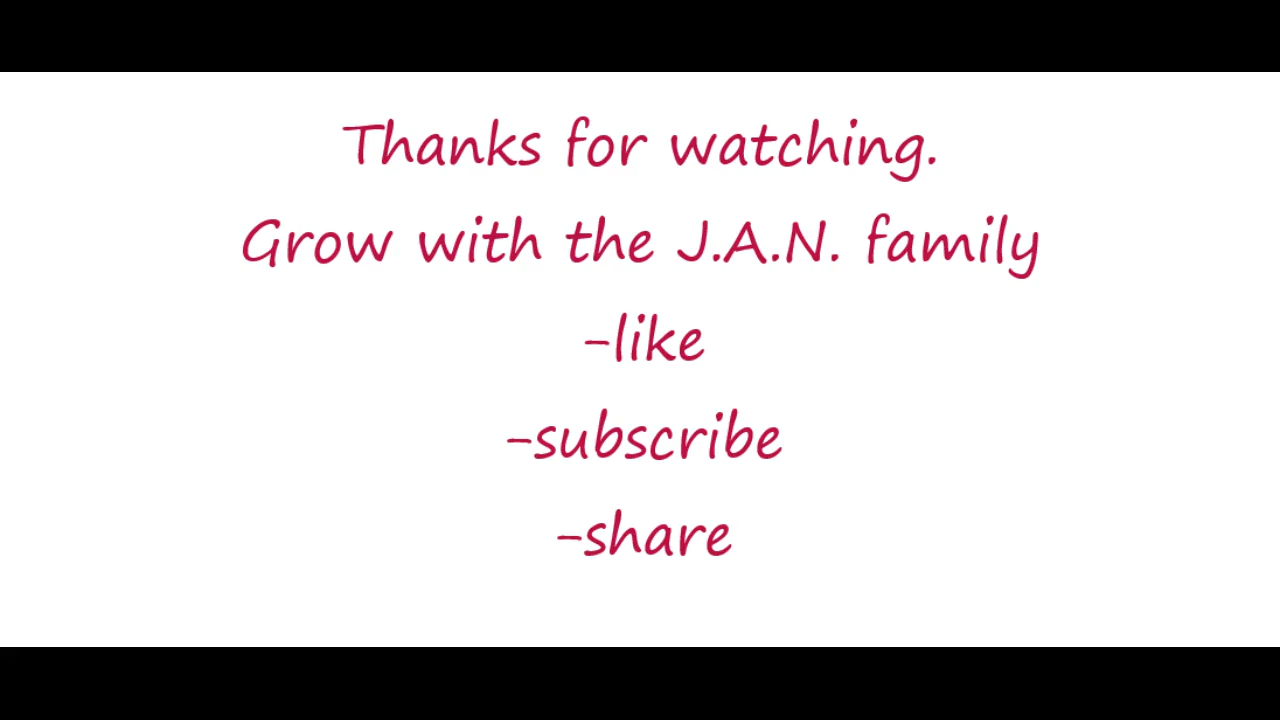 Thanks for watching.
Grow with the J.A.N. family
-like
-subscribe
-share